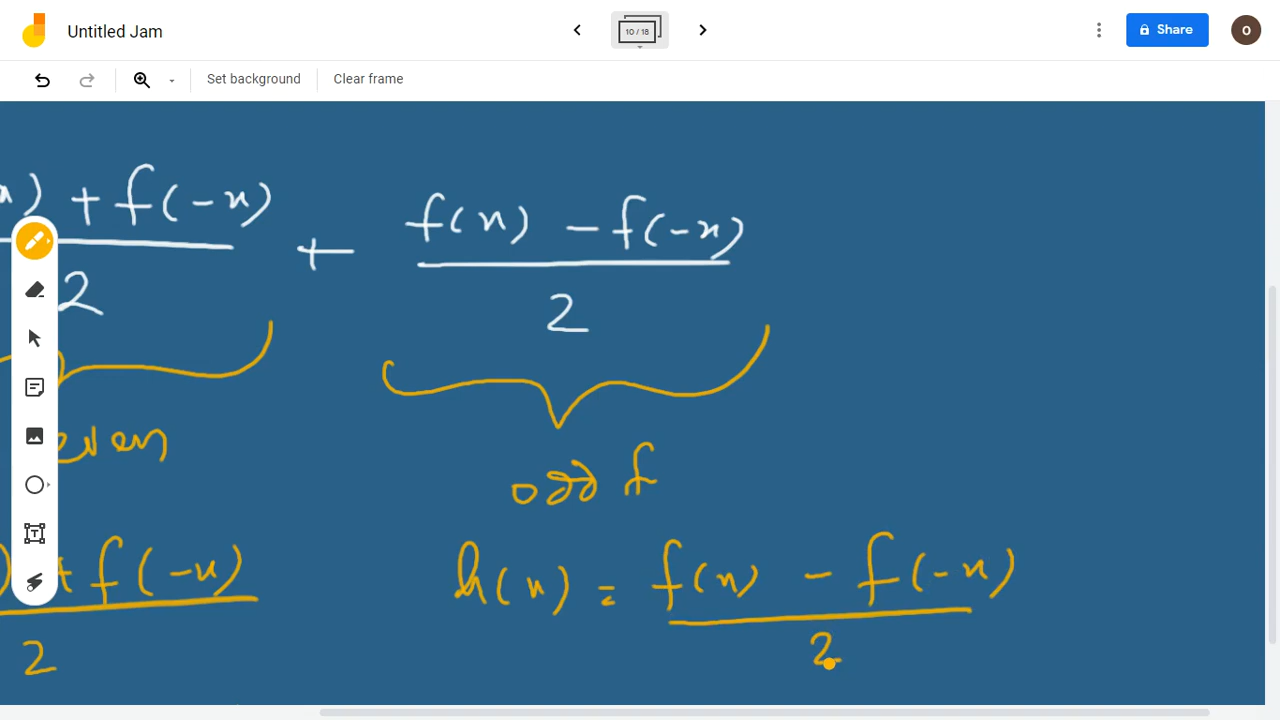 Untitled Jam
10 / 18
Share
O
Set background
Clear frame
) + f(-x)
2
+
f(x) - f(-x)
2
even
odd f
) + f(-x)
2
h(x) = f(x) - f(-x)
2